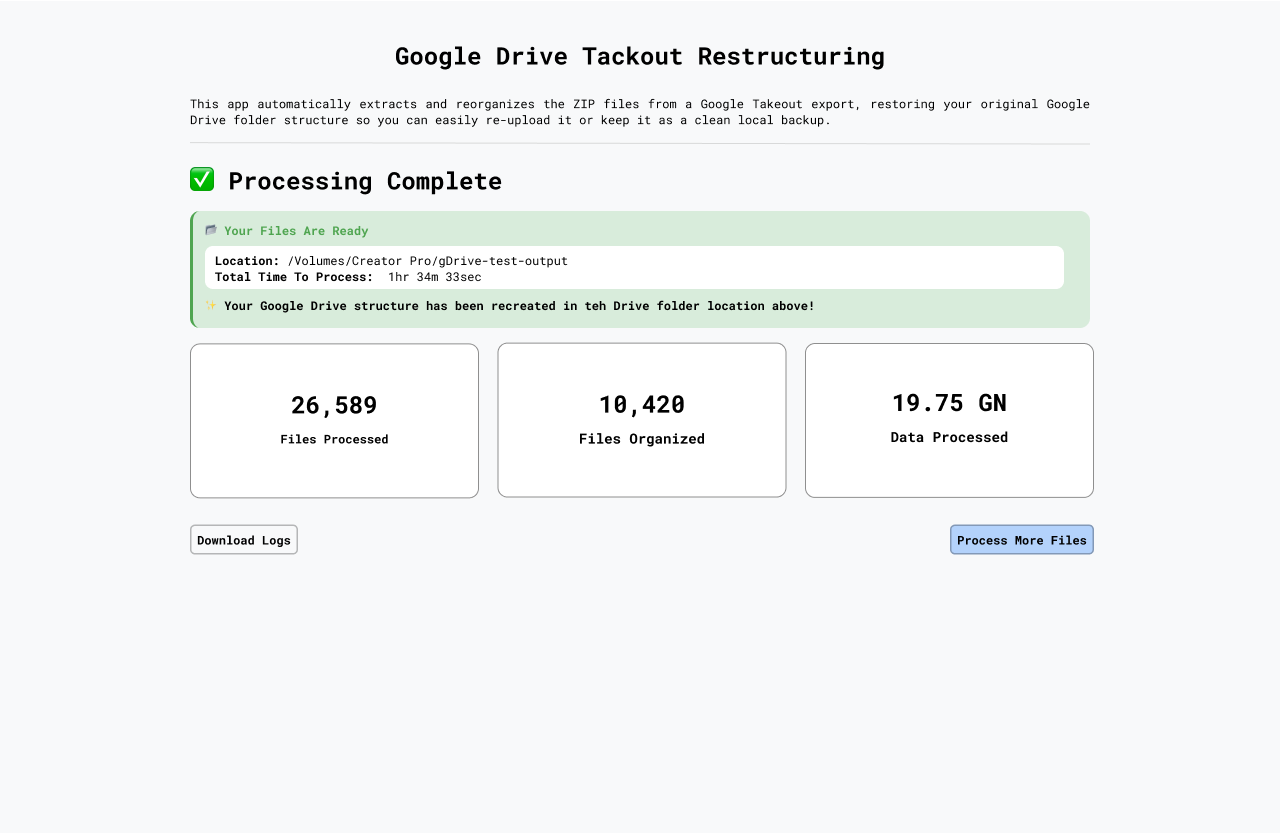 Google Drive Tackout Restructuring
This app automatically extracts and reorganizes the ZIP files from a Google Takeout export, restoring your original Google
Drive folder structure so you can easily re-upload it or keep it as a clean local backup.
✅ Processing Complete
Your Files Are Ready
Location: /Volumes/Creator Pro/gDrive-test-output
Total Time To Process: 1hr 34m 33sec
✨ Your Google Drive structure has been recreated in teh Drive folder location above!
26,589
Files Processed
10,420
Files Organized
19.75 GN
Data Processed
Download Logs
Process More Files